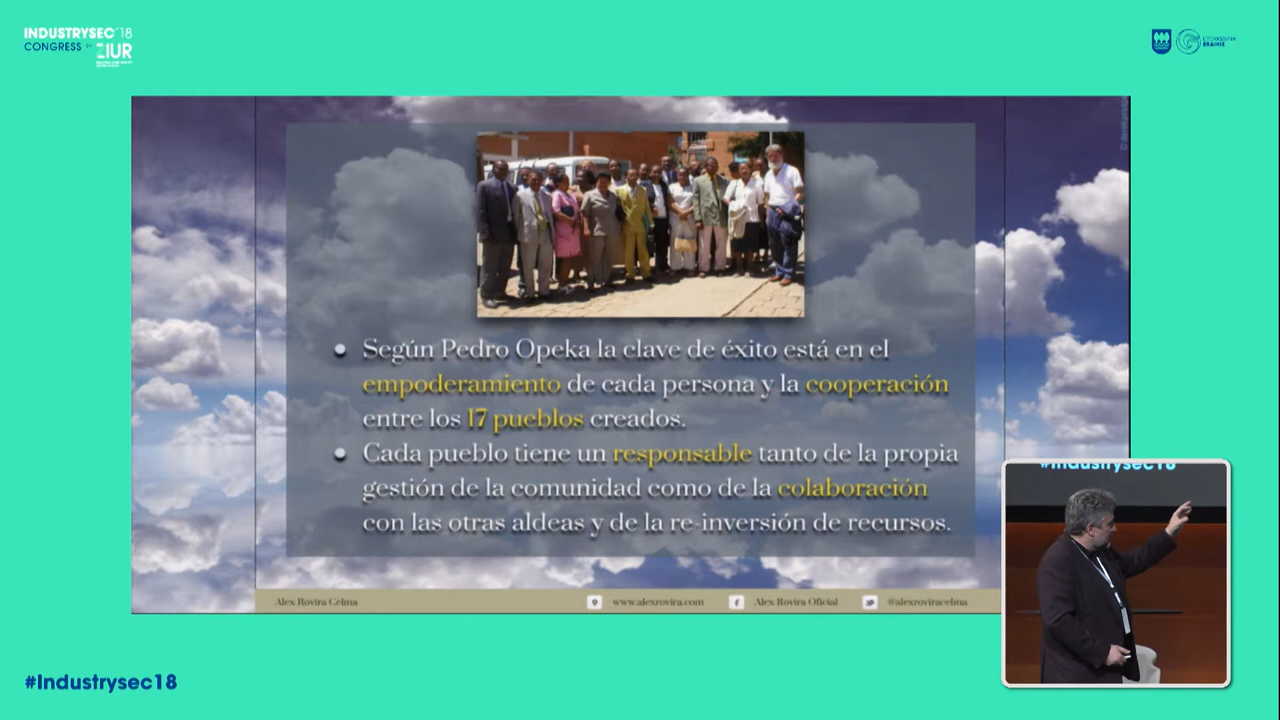 INDUSTRYSEC´18
CONGRESS BY ZIUR
Según Pedro Opeka la clave de éxito está en el
empoderamiento de cada persona y la cooperación
entre los 17 pueblos creados.
Cada pueblo tiene un responsable tanto de la propia
gestión de la comunidad como de la colaboración
con las otras aldeas y de la re-inversión de recursos.
Alex Rovira Celma
www.alexrovira.com
Alex Rovira Oficial
@alexroviracelma
#industrysec18
#Industrysec18